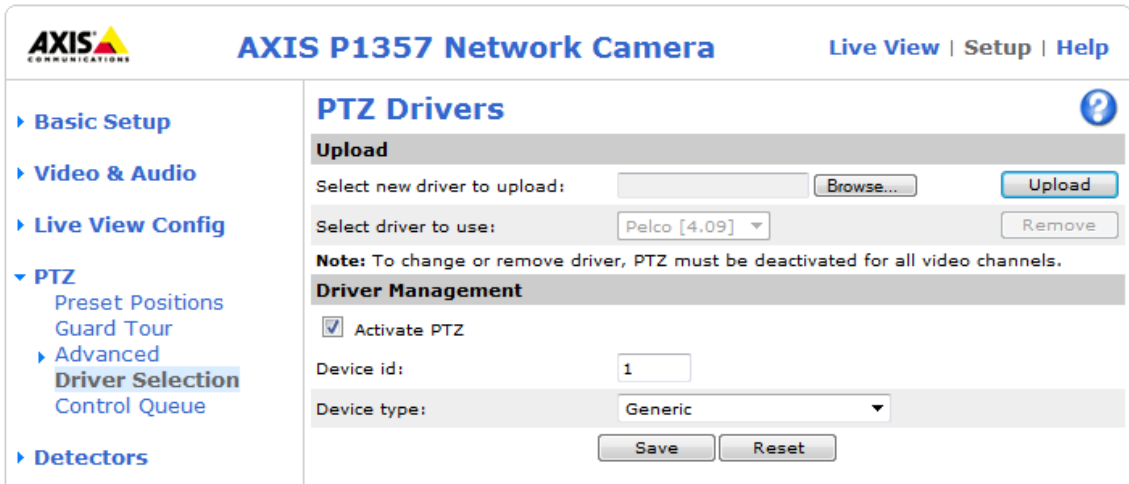 AXIS
COMMUNICATIONS
AXIS P1357 Network Camera
Live View | Setup | Help
Basic Setup
Video & Audio
Live View Config
PTZ
Preset Positions
Guard Tour
Advanced
Driver Selection
Control Queue
Detectors
PTZ Drivers
?
Upload
Select new driver to upload: Browse... Upload
Select driver to use: Pelco [4.09] Remove
Note: To change or remove driver, PTZ must be deactivated for all video channels.
Driver Management
Activate PTZ
Device id: 1
Device type: Generic
Save Reset